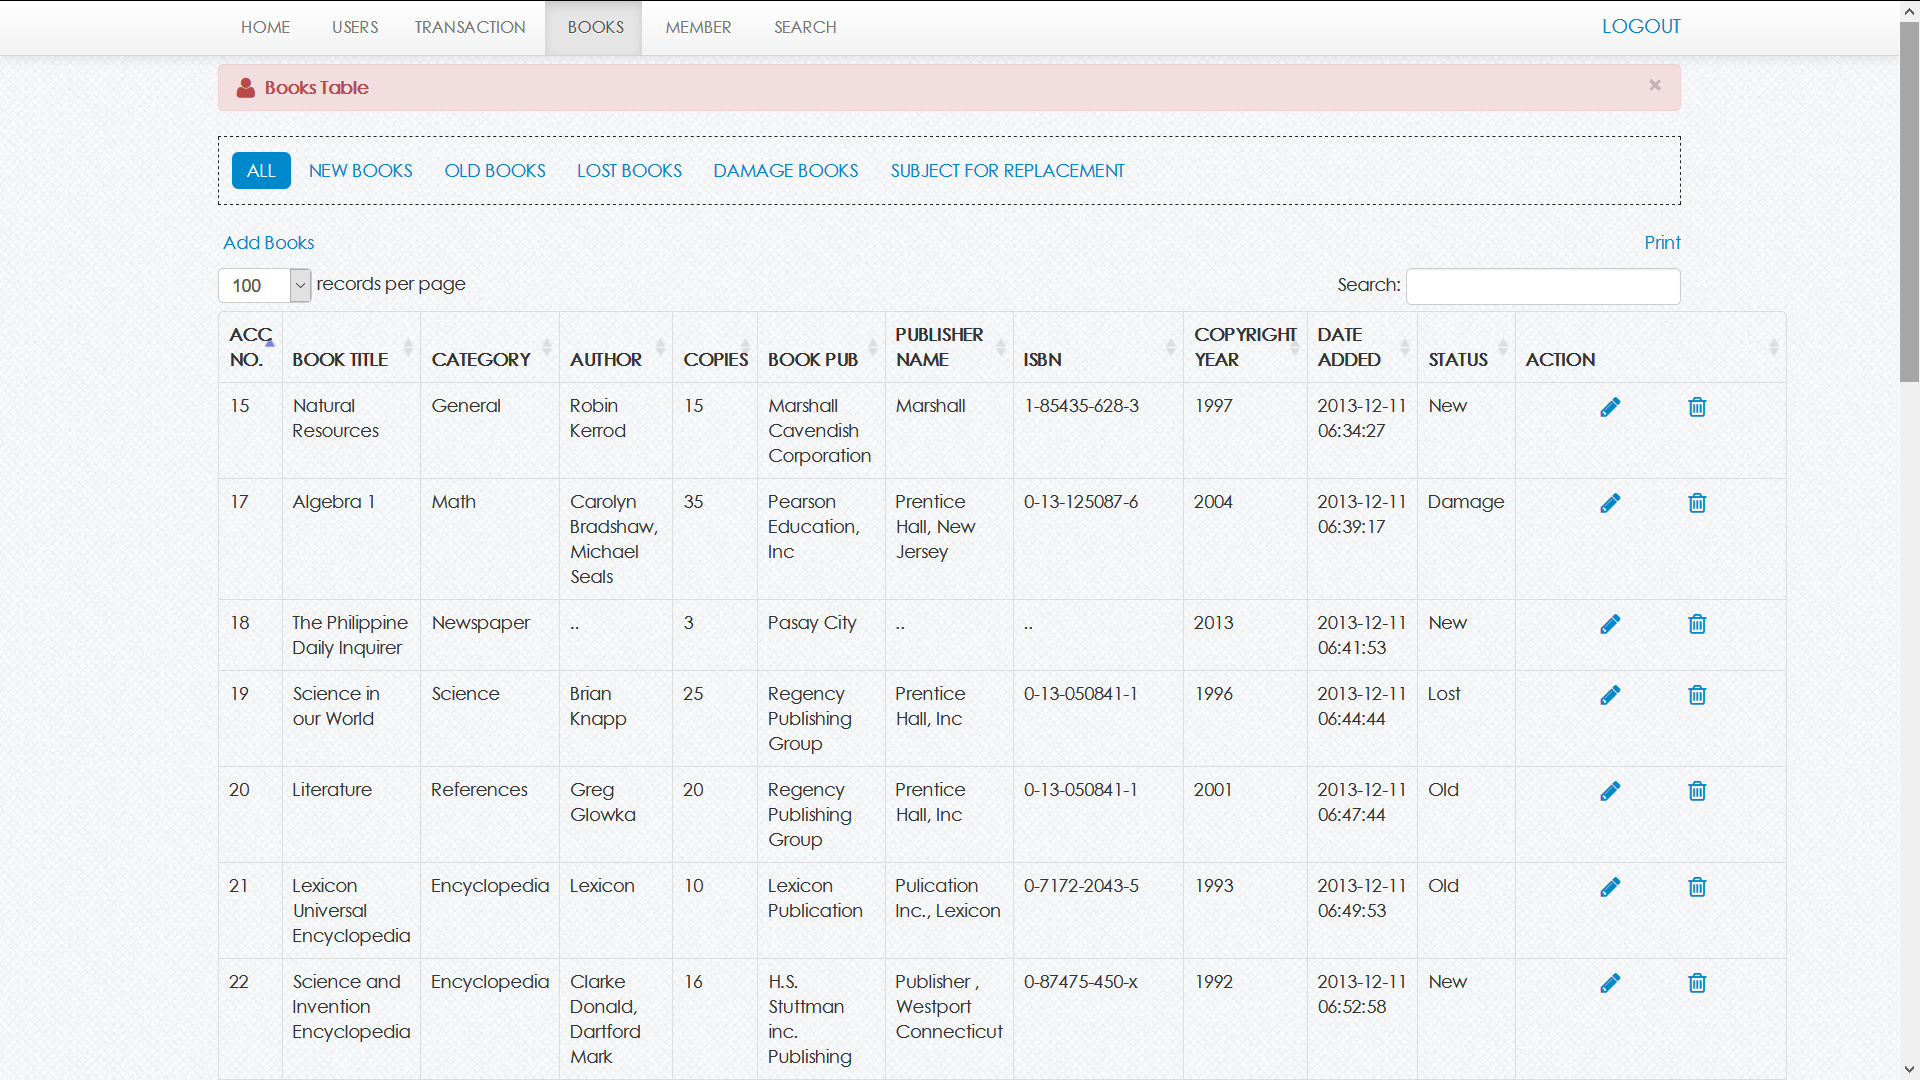 HOME USERS TRANSACTION BOOKS MEMBER SEARCH LOGOUT
Books Table ×
ALL NEW BOOKS OLD BOOKS LOST BOOKS DAMAGE BOOKS SUBJECT FOR REPLACEMENT
Add Books Print
100 records per page Search:
ACC NO. BOOK TITLE CATEGORY AUTHOR COPIES BOOK PUB PUBLISHER NAME ISBN COPYRIGHT YEAR DATE ADDED STATUS ACTION
15 Natural Resources General Robin Kerrod 15 Marshall Cavendish Corporation Marshall 1-85435-628-3 1997 2013-12-11 06:34:27 New
17 Algebra 1 Math Carolyn Bradshaw, Michael Seals 35 Pearson Education, Inc Prentice Hall, New Jersey 0-13-125087-6 2004 2013-12-11 06:39:17 Damage
18 The Philippine Daily Inquirer Newspaper .. 3 Pasay City .. .. 2013 2013-12-11 06:41:53 New
19 Science in our World Science Brian Knapp 25 Regency Publishing Group Prentice Hall, Inc 0-13-050841-1 1996 2013-12-11 06:44:44 Lost
20 Literature References Greg Glowka 20 Regency Publishing Group Prentice Hall, Inc 0-13-050841-1 2001 2013-12-11 06:47:44 Old
21 Lexicon Universal Encyclopedia Encyclopedia Lexicon 10 Lexicon Publication Pulication Inc., Lexicon 0-7172-2043-5 1993 2013-12-11 06:49:53 Old
22 Science and Invention Encyclopedia Encyclopedia Clarke Donald, Dartford Mark 16 H.S. Stuttman inc. Publishing Publisher , Westport Connecticut 0-87475-450-x 1992 2013-12-11 06:52:58 New